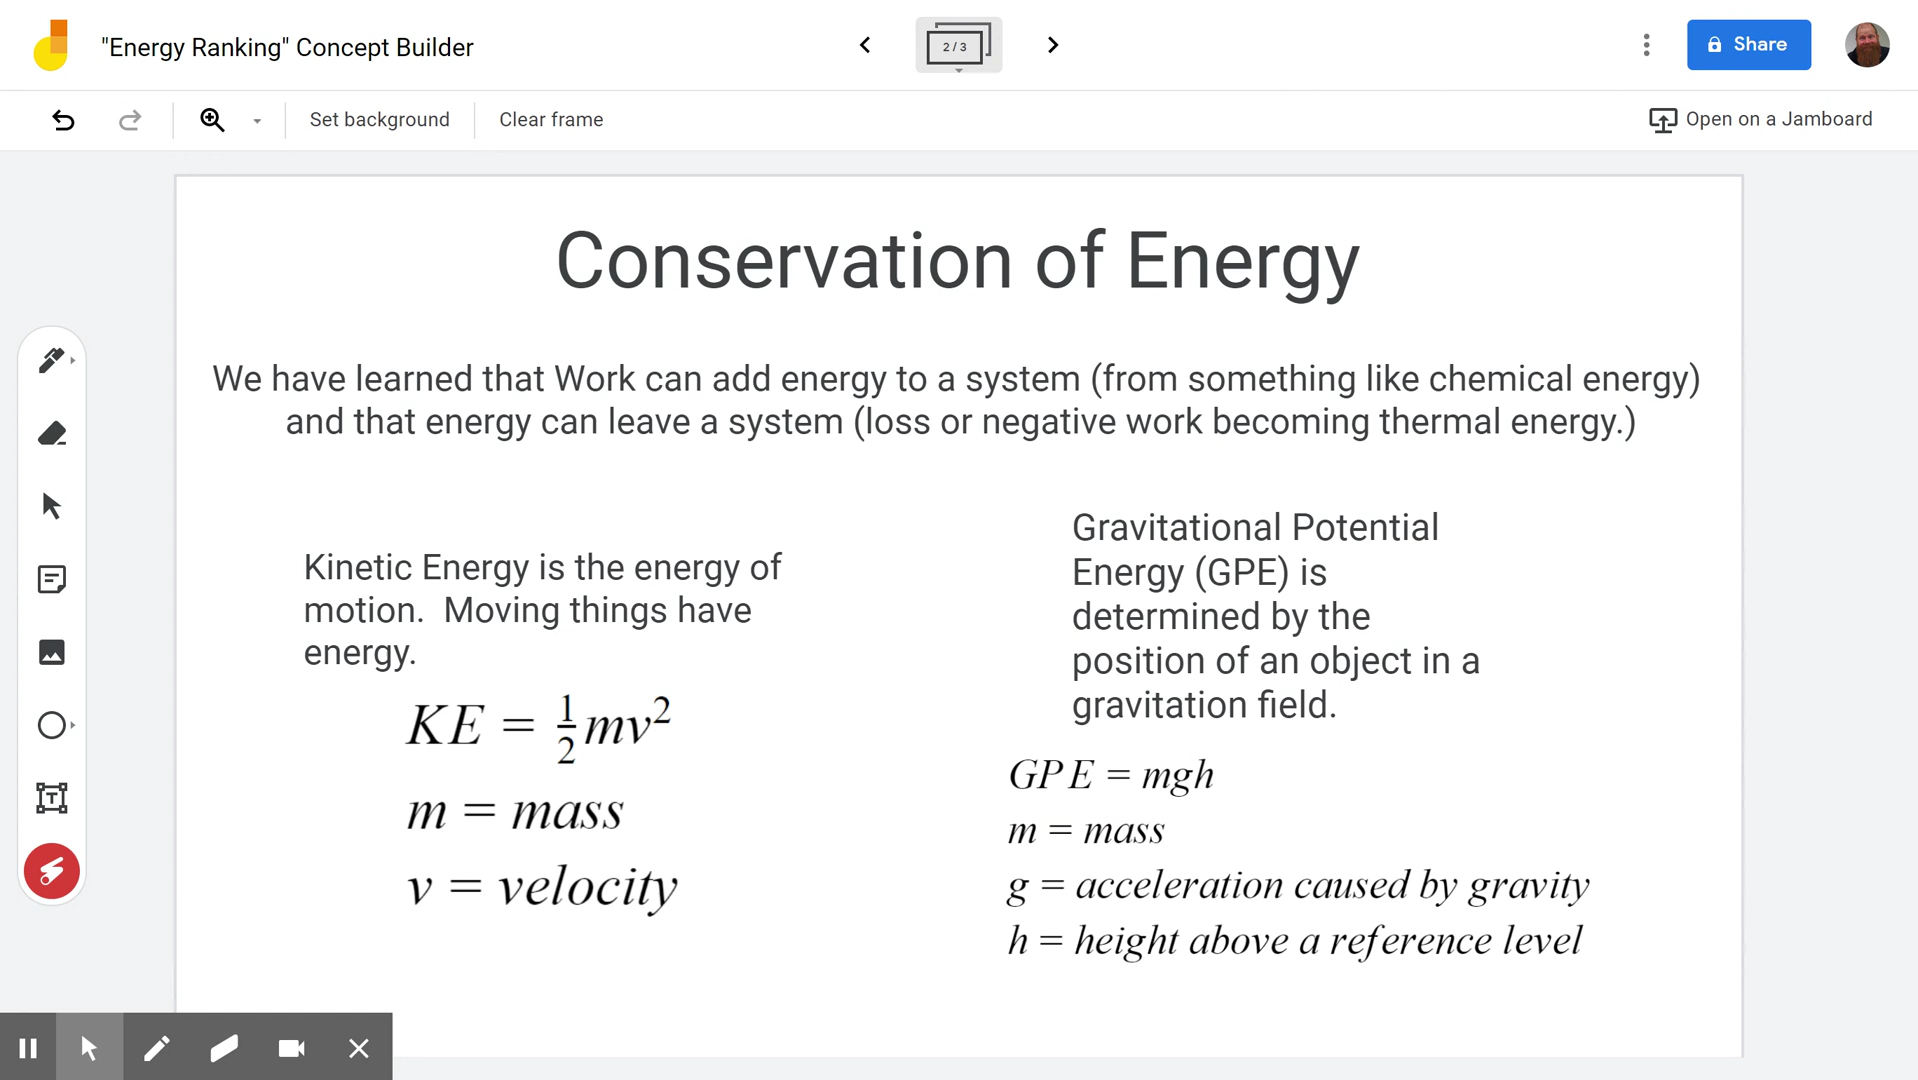 "Energy Ranking" Concept Builder
2 / 3
Share
Set background
Clear frame
Open on a Jamboard
Conservation of Energy
We have learned that Work can add energy to a system (from something like chemical energy)
and that energy can leave a system (loss or negative work becoming thermal energy.)
Kinetic Energy is the energy of
motion.  Moving things have
energy.
KE = ½mv²
m = mass
v = velocity
Gravitational Potential
Energy (GPE) is
determined by the
position of an object in a
gravitation field.
GPE = mgh
m = mass
g = acceleration caused by gravity
h = height above a reference level